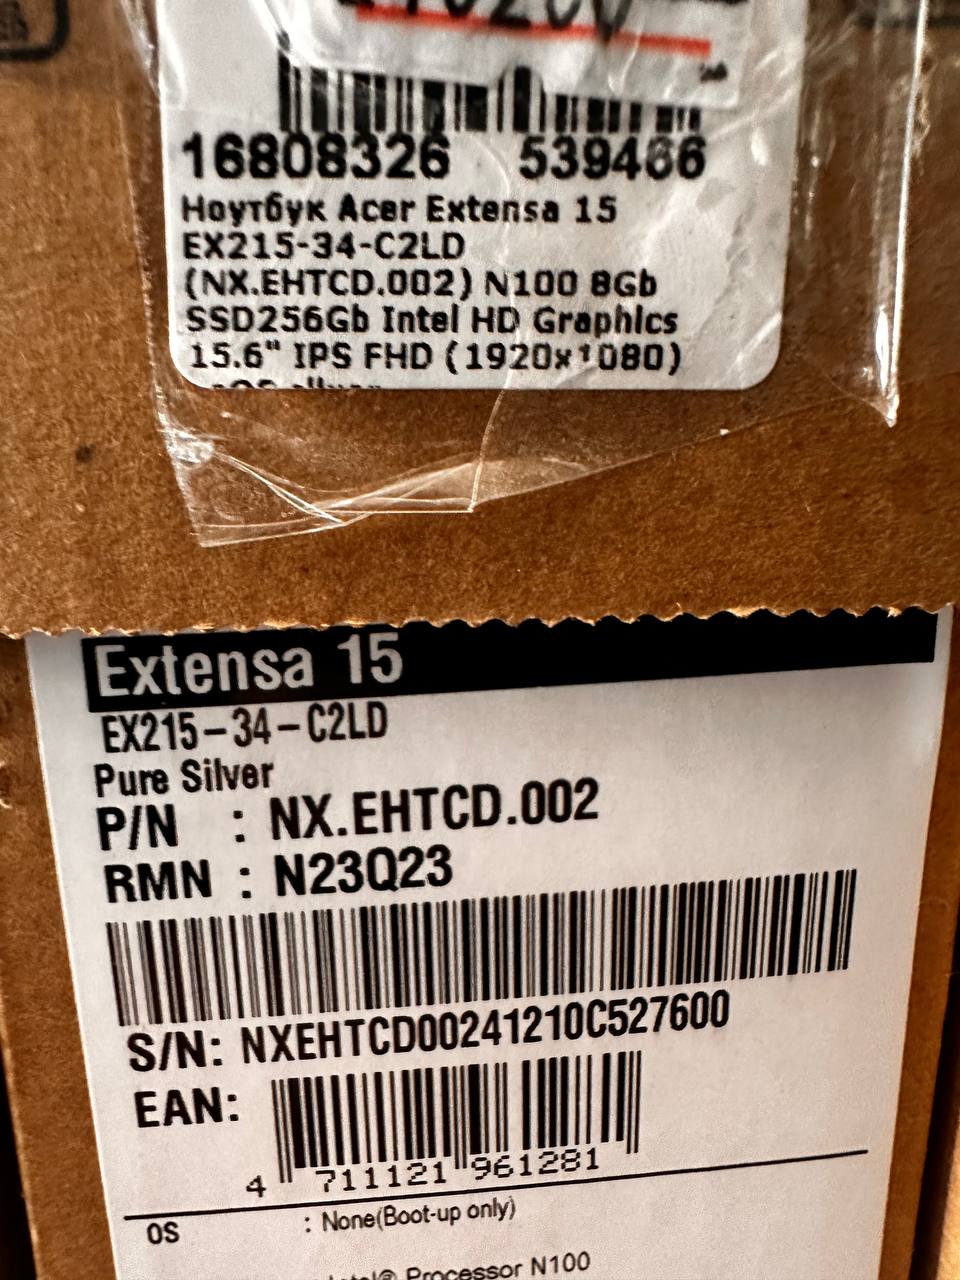 16808326 539466
Ноутбук Acer Extensa 15
EX215-34-C2LD
(NX.EHTCD.002) N100 8Gb
SSD256Gb Intel HD Graphics
15.6" IPS FHD (1920x1080)
Extensa 15
EX215-34-C2LD
Pure Silver
P/N : NX.EHTCD.002
RMN : N23Q23
S/N: NXEHTCD00241210C527600
EAN:
4 711121 961281
OS : None(Boot-up only)
Intel® Processor N100